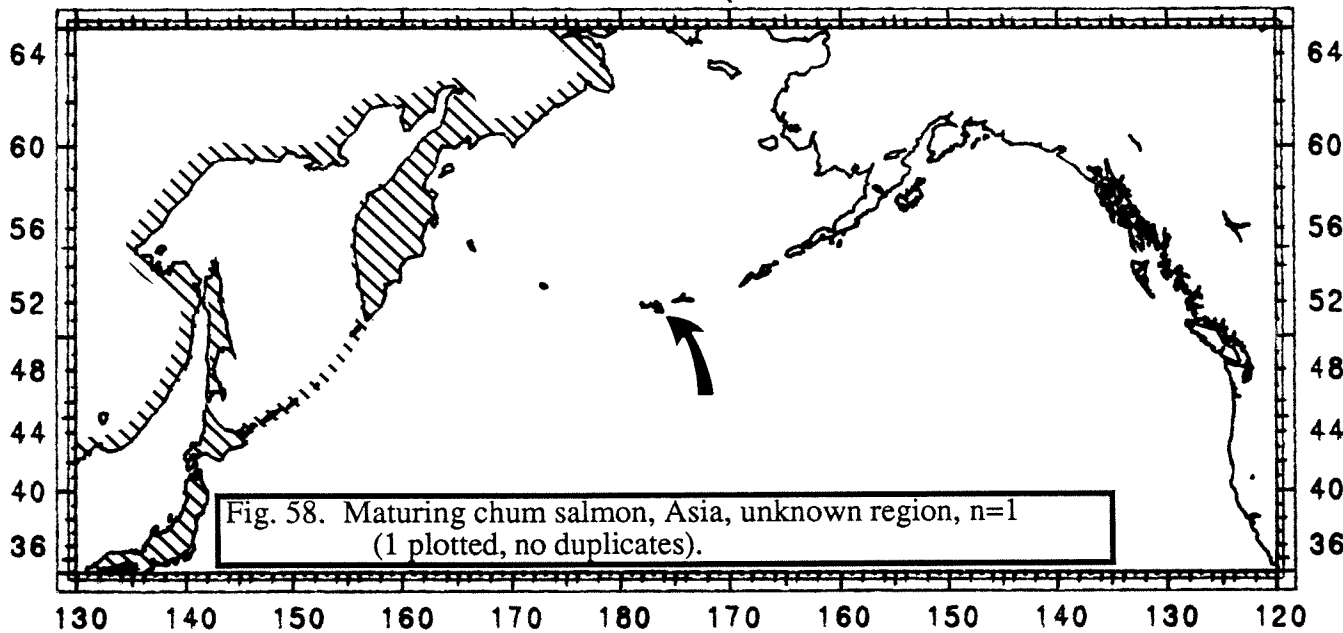 64 64
60 60
56 56
52 52
48 48
44 44
40 40
36 36
Fig. 58. Maturing chum salmon, Asia, unknown region, n=1
(1 plotted, no duplicates).
130 140 150 160 170 180 170 160 150 140 130 120